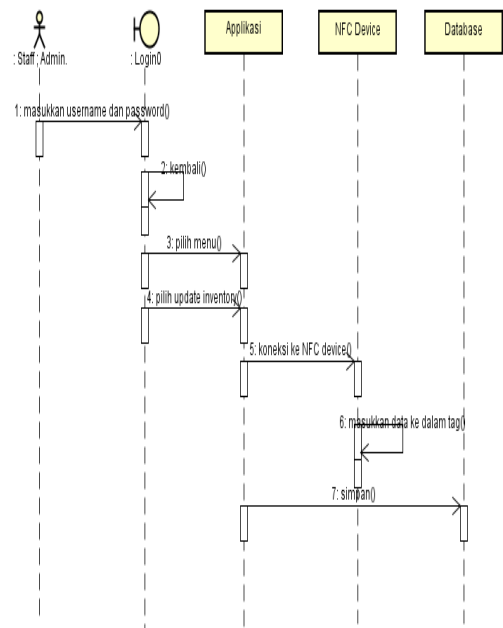 : Staff ; Admin.
: Login0
Applikasi
NFC Device
Database
1: masukkan username dan password()
2: kembali()
3: pilih menu()
4: pilih update inventory()
5: koneksi ke NFC device()
6: masukkan data ke dalam tag()
7: simpan()